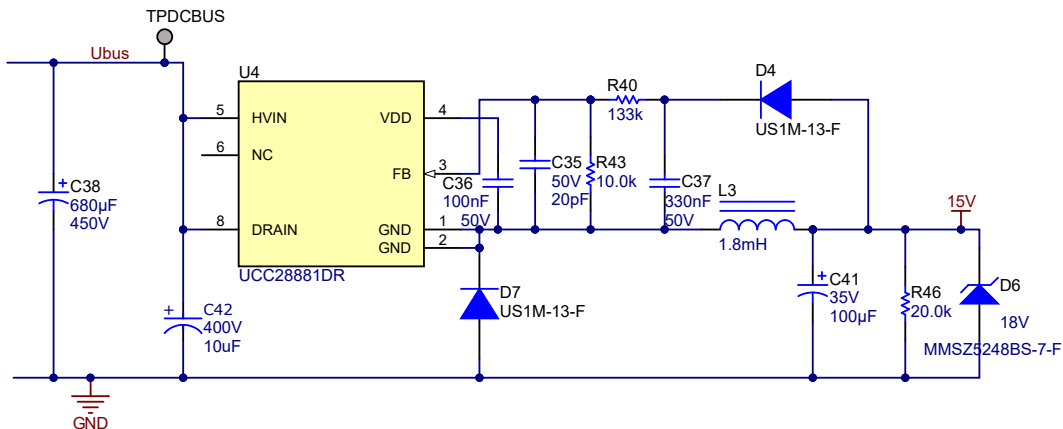 TPDCBUS
Ubus
U4
5
HVIN
6
NC
8
DRAIN
VDD
4
FB
3
GND
1
GND
2
UCC28881DR
C38
680µF
450V
C42
400V
10uF
GND
C36
100nF
50V
C35
50V
20pF
R43
10.0k
R40
133k
C37
330nF
50V
D4
US1M-13-F
L3
1.8mH
D7
US1M-13-F
C41
35V
100µF
R46
20.0k
15V
D6
18V
MMSZ5248BS-7-F
+
+
+